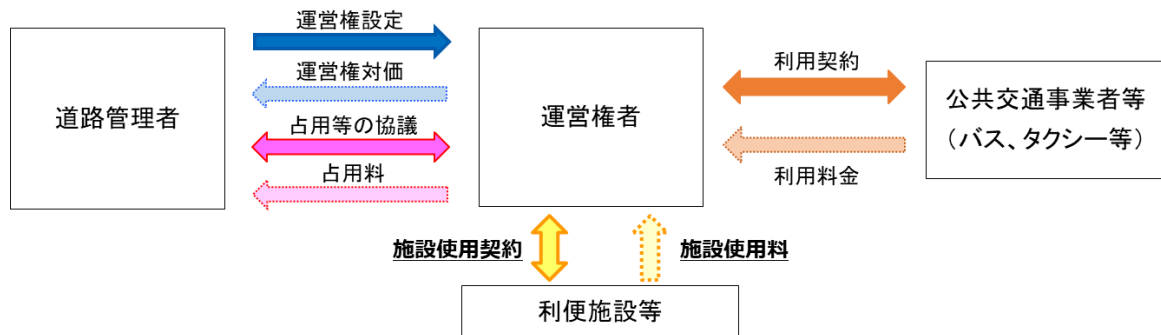 道路管理者
運営権設定
運営権対価
占用等の協議
占用料
運営権者
利用契約
利用料金
公共交通事業者等
（バス、タクシー等）
施設使用契約
施設使用料
利便施設等